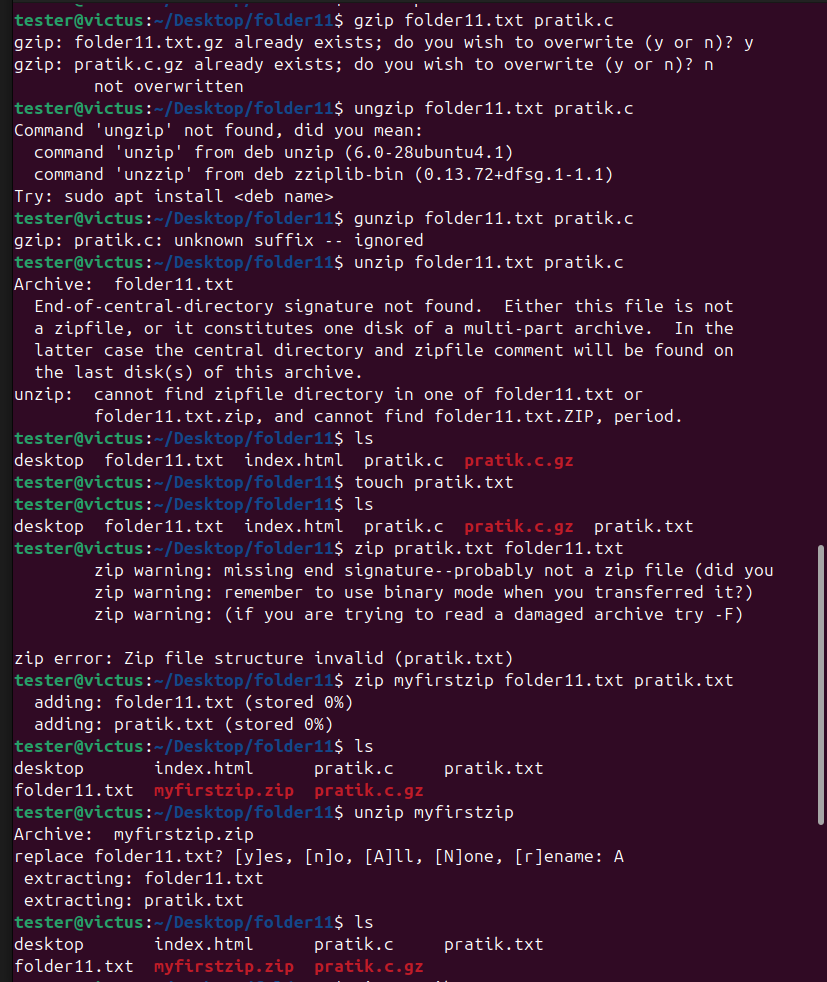 tester@victus:~/Desktop/folder11$ gzip folder11.txt pratik.c
gzip: folder11.txt.gz already exists; do you wish to overwrite (y or n)? y
gzip: pratik.c.gz already exists; do you wish to overwrite (y or n)? n
        not overwritten
tester@victus:~/Desktop/folder11$ ungzip folder11.txt pratik.c
Command 'ungzip' not found, did you mean:
  command 'unzip' from deb unzip (6.0-28ubuntu4.1)
  command 'unzzip' from deb zziplib-bin (0.13.72+dfsg.1-1.1)
Try: sudo apt install <deb name>
tester@victus:~/Desktop/folder11$ gunzip folder11.txt pratik.c
gzip: pratik.c: unknown suffix -- ignored
tester@victus:~/Desktop/folder11$ unzip folder11.txt pratik.c
Archive:  folder11.txt
  End-of-central-directory signature not found.  Either this file is not
  a zipfile, or it constitutes one disk of a multi-part archive.  In the
  latter case the central directory and zipfile comment will be found on
  the last disk(s) of this archive.
unzip:  cannot find zipfile directory in one of folder11.txt or
        folder11.txt.zip, and cannot find folder11.txt.ZIP, period.
tester@victus:~/Desktop/folder11$ ls
desktop  folder11.txt  index.html  pratik.c  pratik.c.gz
tester@victus:~/Desktop/folder11$ touch pratik.txt
tester@victus:~/Desktop/folder11$ ls
desktop  folder11.txt  index.html  pratik.c  pratik.c.gz  pratik.txt
tester@victus:~/Desktop/folder11$ zip pratik.txt folder11.txt
        zip warning: missing end signature--probably not a zip file (did you
        zip warning: remember to use binary mode when you transferred it?)
        zip warning: (if you are trying to read a damaged archive try -F)

zip error: Zip file structure invalid (pratik.txt)
tester@victus:~/Desktop/folder11$ zip myfirstzip folder11.txt pratik.txt
  adding: folder11.txt (stored 0%)
  adding: pratik.txt (stored 0%)
tester@victus:~/Desktop/folder11$ ls
desktop       index.html      pratik.c     pratik.txt
folder11.txt  myfirstzip.zip  pratik.c.gz
tester@victus:~/Desktop/folder11$ unzip myfirstzip
Archive:  myfirstzip.zip
replace folder11.txt? [y]es, [n]o, [A]ll, [N]one, [r]ename: A
 extracting: folder11.txt
 extracting: pratik.txt
tester@victus:~/Desktop/folder11$ ls
desktop       index.html      pratik.c     pratik.txt
folder11.txt  myfirstzip.zip  pratik.c.gz